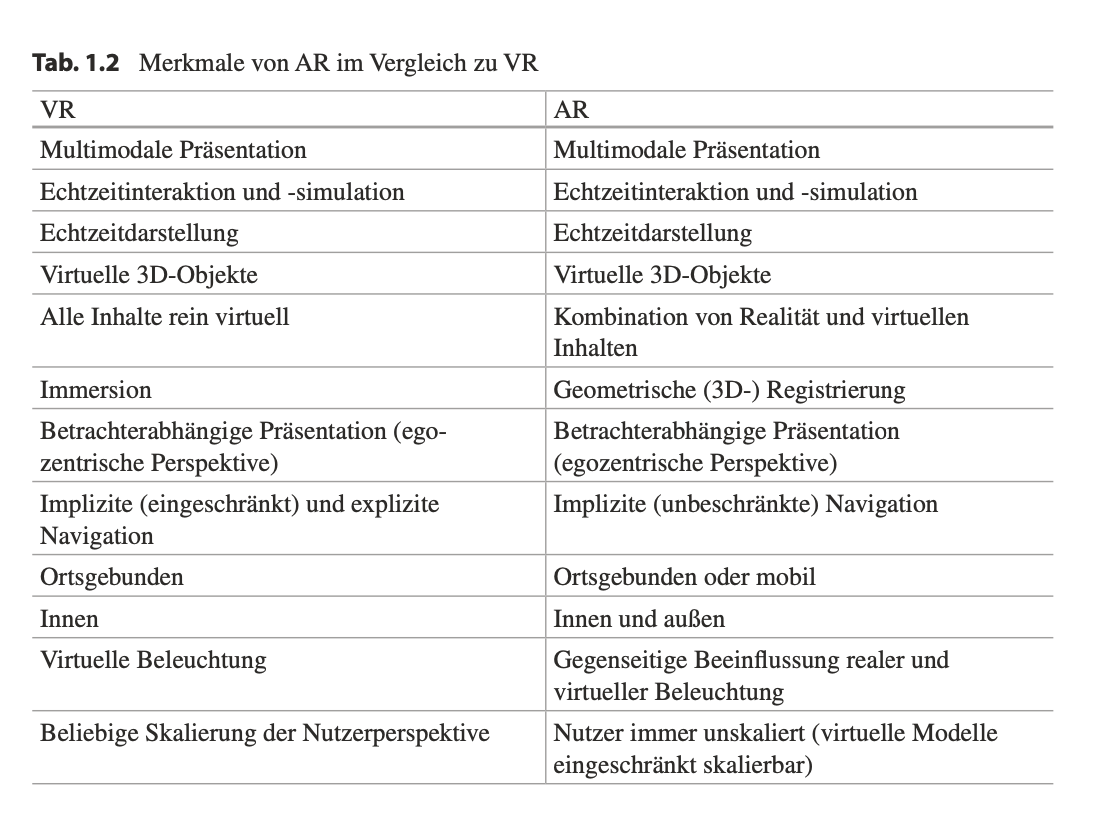 Tab. 1.2 Merkmale von AR im Vergleich zu VR
VR
AR
Multimodale Präsentation
Multimodale Präsentation
Echtzeitinteraktion und -simulation
Echtzeitinteraktion und -simulation
Echtzeitdarstellung
Echtzeitdarstellung
Virtuelle 3D-Objekte
Virtuelle 3D-Objekte
Alle Inhalte rein virtuell
Kombination von Realität und virtuellen
Inhalten
Immersion
Geometrische (3D-) Registrierung
Betrachterabhängige Präsentation (ego-
zentrische Perspektive)
Betrachterabhängige Präsentation
(egozentrische Perspektive)
Implizite (eingeschränkt) und explizite
Navigation
Implizite (unbeschränkte) Navigation
Ortsgebunden
Ortsgebunden oder mobil
Innen
Innen und außen
Virtuelle Beleuchtung
Gegenseitige Beeinflussung realer und
virtueller Beleuchtung
Beliebige Skalierung der Nutzerperspektive
Nutzer immer unskaliert (virtuelle Modelle
eingeschränkt skalierbar)